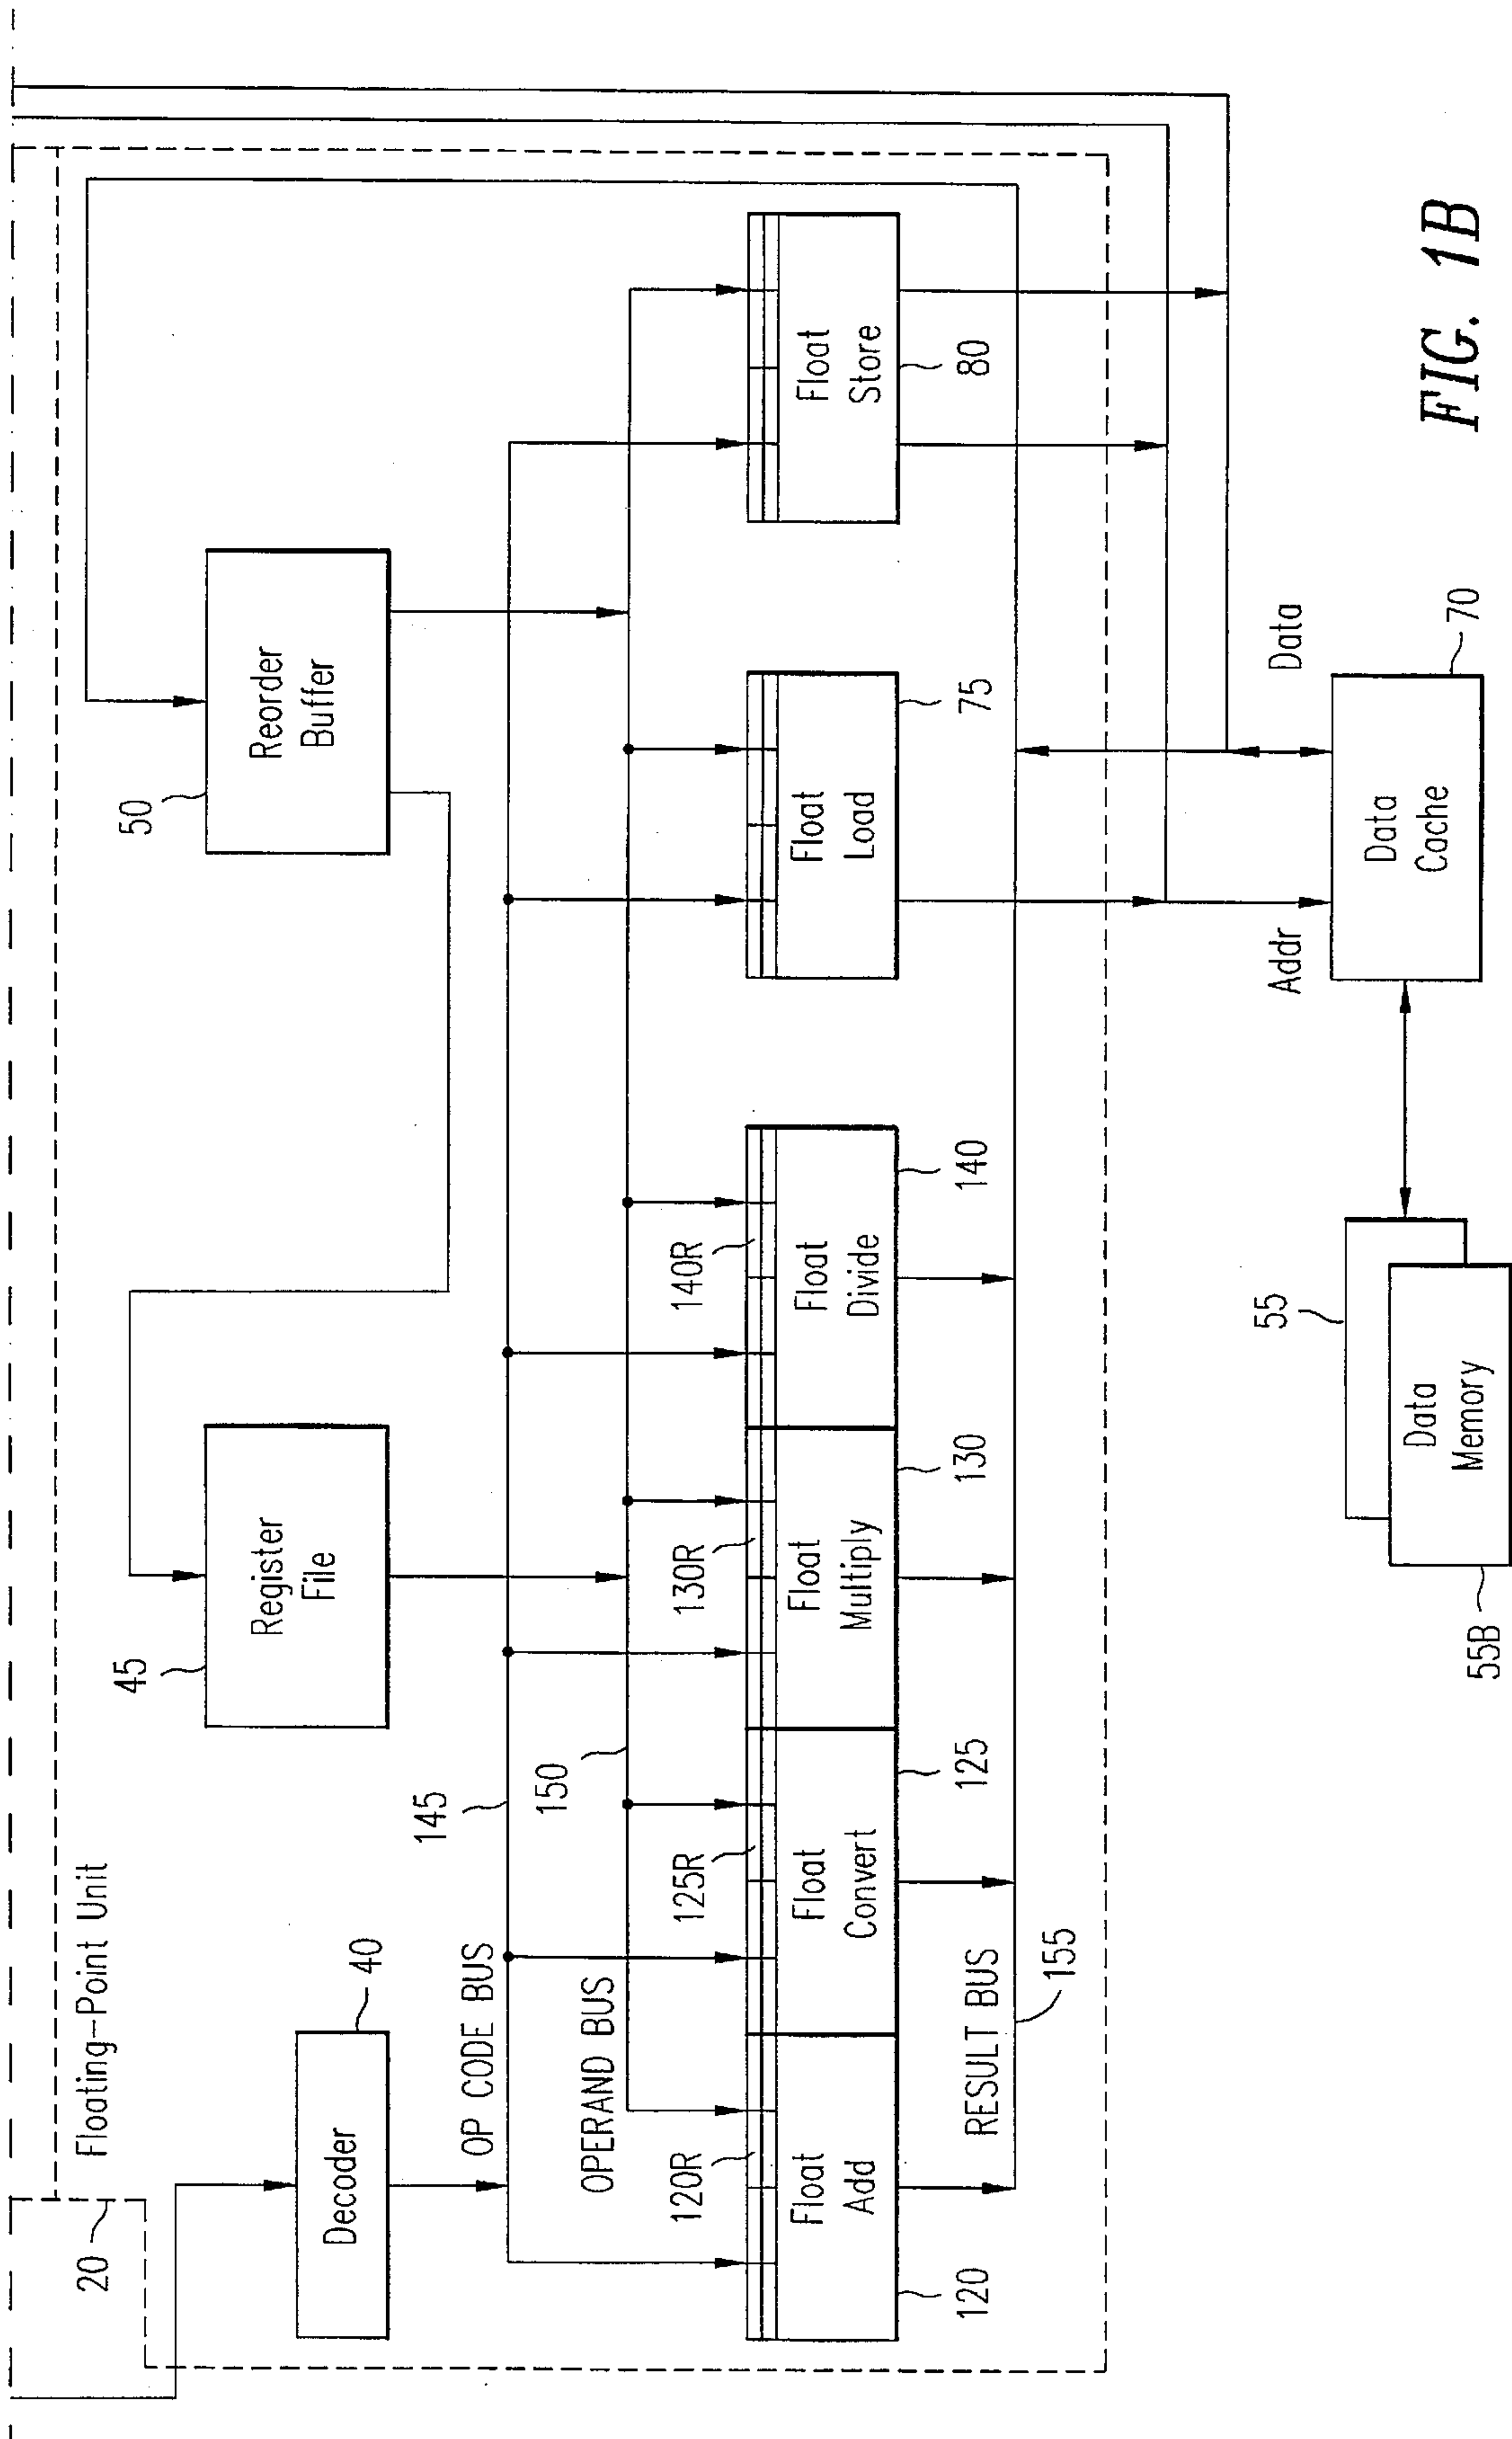 20
Floating-Point Unit
Decoder
40
45
Register
File
50
Reorder
Buffer
OP CODE BUS
145
OPERAND BUS
150
120R
125R
130R
140R
Float
Add
120
Float
Convert
125
Float
Multiply
130
Float
Divide
140
Float
Load
75
Float
Store
80
RESULT BUS
155
Addr
Data
55
Data
Memory
55B
Data
Cache
70
FIG. 1B